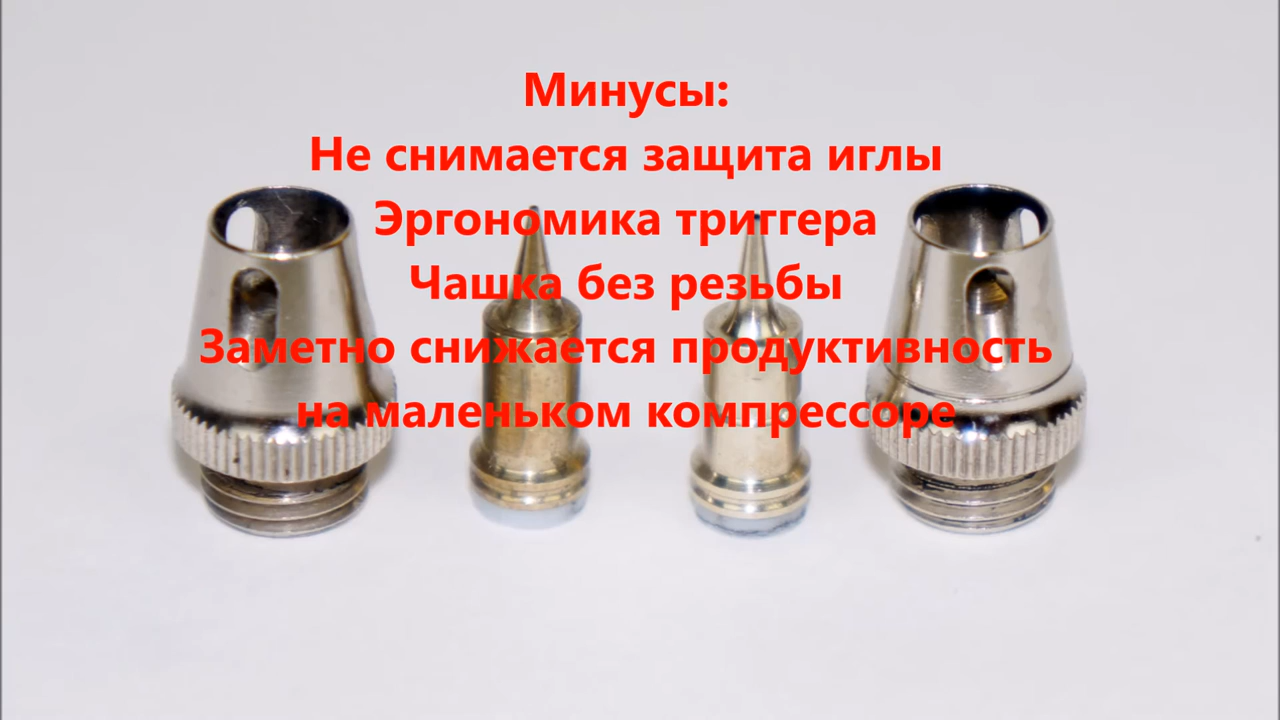 Минусы:
Не снимается защита иглы
Эргономика триггера
Чашка без резьбы
Заметно снижается продуктивность
на маленьком компрессоре